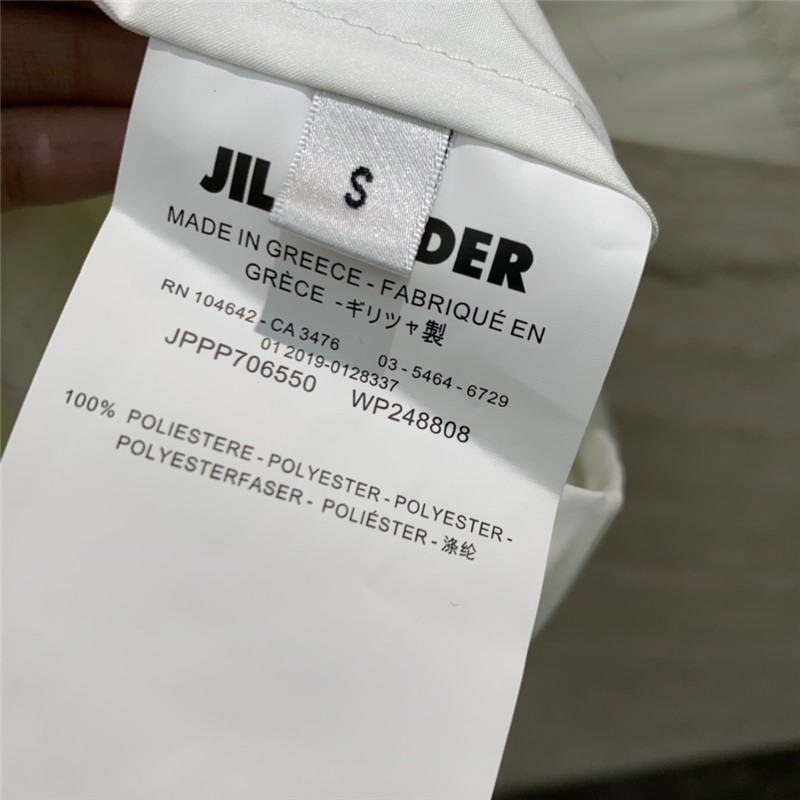 S
JIL DER
MADE IN GREECE - FABRIQUÉ EN
GRÈCE - ギリツャ製
RN 104642 - CA 3476 03 - 5464 - 6729
01 2019-0128337
JPPP706550 WP248808
100% POLIESTERE - POLYESTER - POLYESTER -
POLYESTERFASER - POLIÉSTER - 涤纶